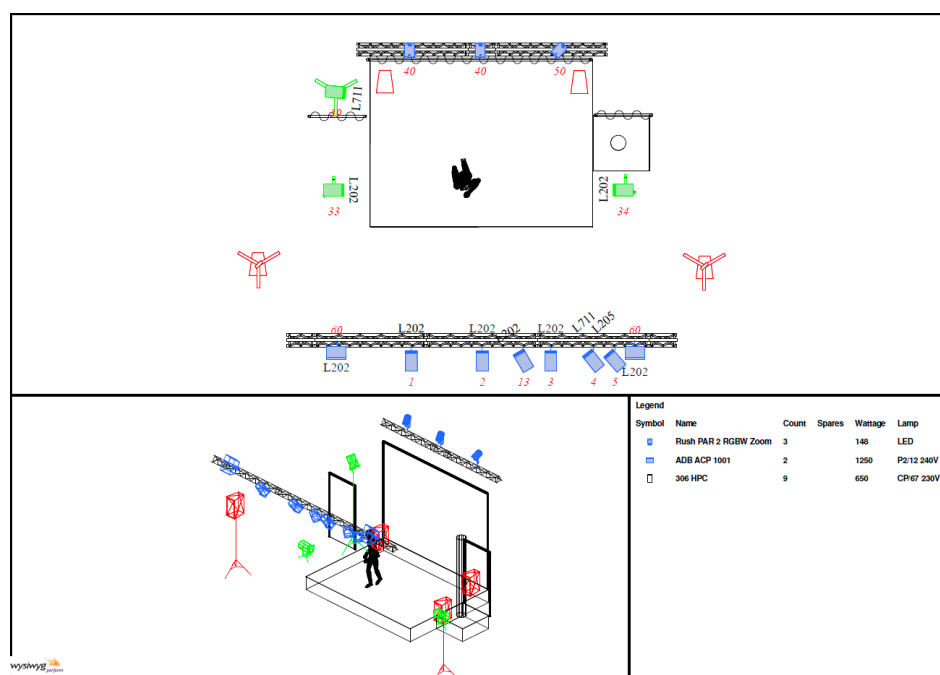 40 40 50
L711
L202
33
L202
34
60 L202 L202 L202 L202 L711 L205 60
L202 L202
1 2 13 3 4 5
Legend
Symbol Name Count Spares Wattage Lamp
Rush PAR 2 RGBW Zoom 3 148 LED
ADB ACP 1001 2 1250 P2/12 240V
306 HPC 9 650 CP/67 230V
wysiwyg perform